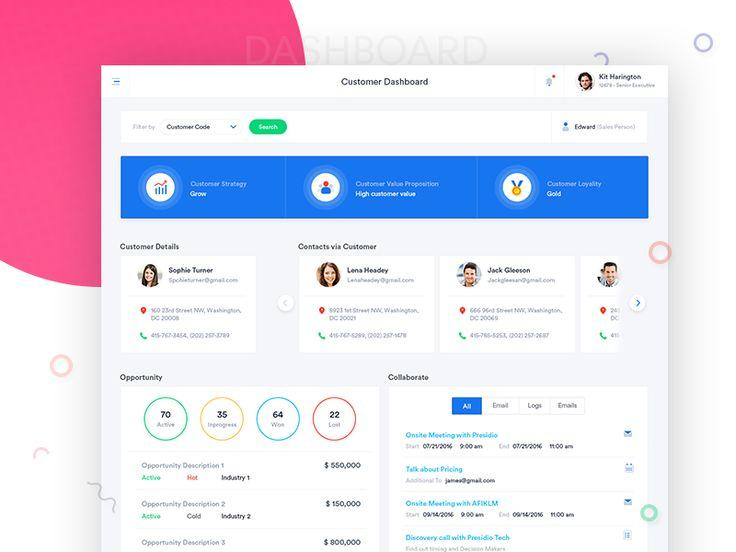 DASHBOARD
Customer Dashboard
Kit Harington
12678 - Senior Executive
Filter by
Customer Code
Search
Edward (Sales Person)
Customer Strategy
Grow
Customer Value Proposition
High customer value
Customer Loyality
Gold
Customer Details
Sophie Turner
Spchieturner@gmail.com
160 23rd Street NW, Washington,
DC 20008
415-767-3454, (202) 257-3789
Contacts via Customer
Lena Headey
Lenaheadey@gmail.com
8923 1st Street NW, Washington,
DC 20021
415-767-5289, (202) 257-1478
Jack Gleeson
Jackgleesan@gmail.com
666 96rd Street NW, Washington,
DC 20069
415-785-5253, (202) 257-2687
DC
415-
Opportunity
70
Active
35
Inprogress
64
Won
22
Lost
Opportunity Description 1
$ 550,000
Active
Hot
Industry 1
Opportunity Description 2
$ 150,000
Active
Cold
Industry 2
Opportunity Description 3
$ 800,000
Collaborate
All
Email
Logs
Emails
Onsite Meeting with Presidio
Start 07/21/2016 9:00 am End 07/21/2016 11:00 am
Talk about Pricing
Additional To james@gmail.com
Onsite Meeting with AFIKLM
Start 09/14/2016 9:00 am End 09/14/2016 11:00 am
Discovery call with Presidio Tech
Find out timing and Decision Makers